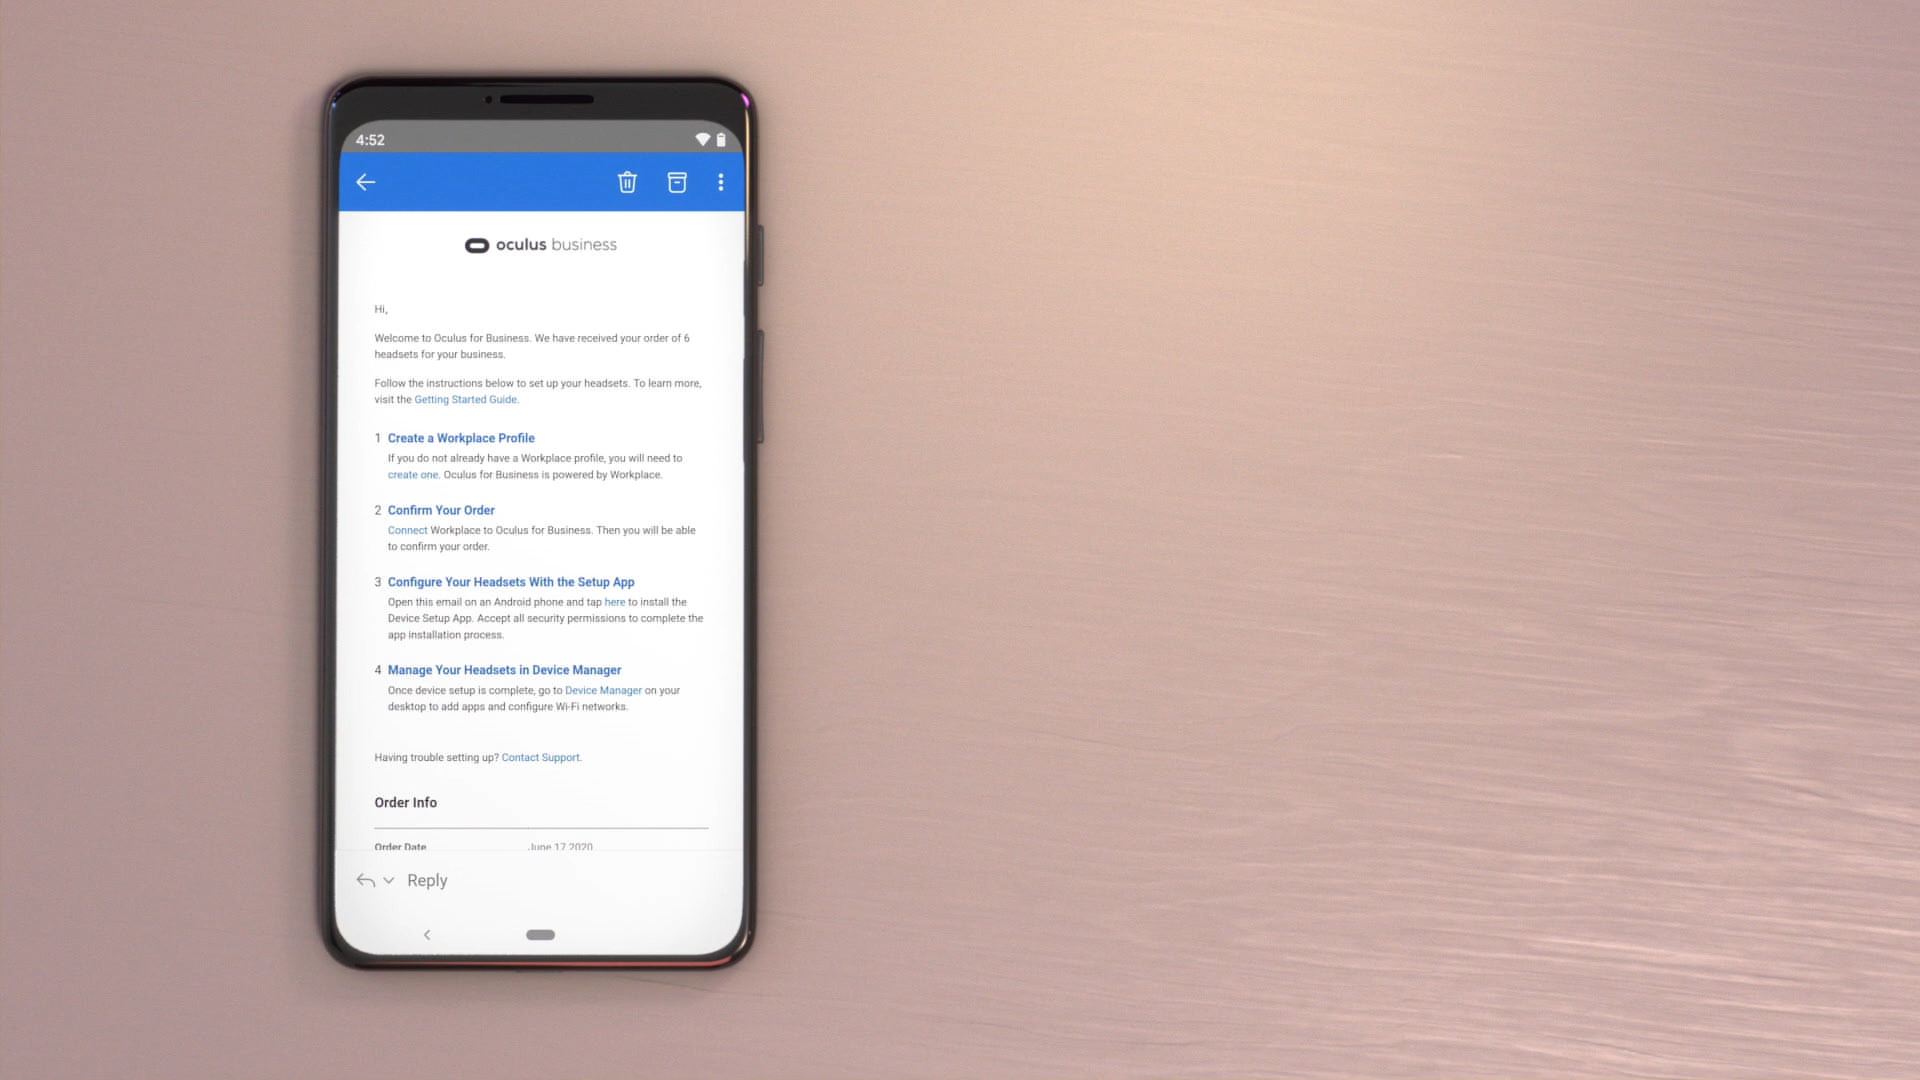 4:52
oculus business
Hi,
Welcome to Oculus for Business. We have received your order of 6
headsets for your business.
Follow the instructions below to set up your headsets. To learn more,
visit the Getting Started Guide.
1 Create a Workplace Profile
If you do not already have a Workplace profile, you will need to
create one. Oculus for Business is powered by Workplace.
2 Confirm Your Order
Connect Workplace to Oculus for Business. Then you will be able
to confirm your order.
3 Configure Your Headsets With the Setup App
Open this email on an Android phone and tap here to install the
Device Setup App. Accept all security permissions to complete the
app installation process.
4 Manage Your Headsets in Device Manager
Once device setup is complete, go to Device Manager on your
desktop to add apps and configure Wi-Fi networks.
Having trouble setting up? Contact Support.
Order Info
Order Date June 17 2020
Reply